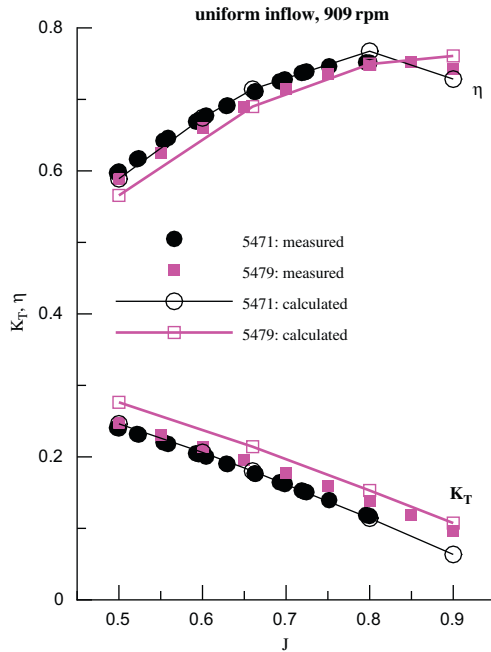 uniform inflow, 909 rpm
0.8
η
0.6
5471: measured
5479: measured
5471: calculated
5479: calculated
K_T, η
0.4
0.2
K_T
0
0.5 0.6 0.7 0.8 0.9
J